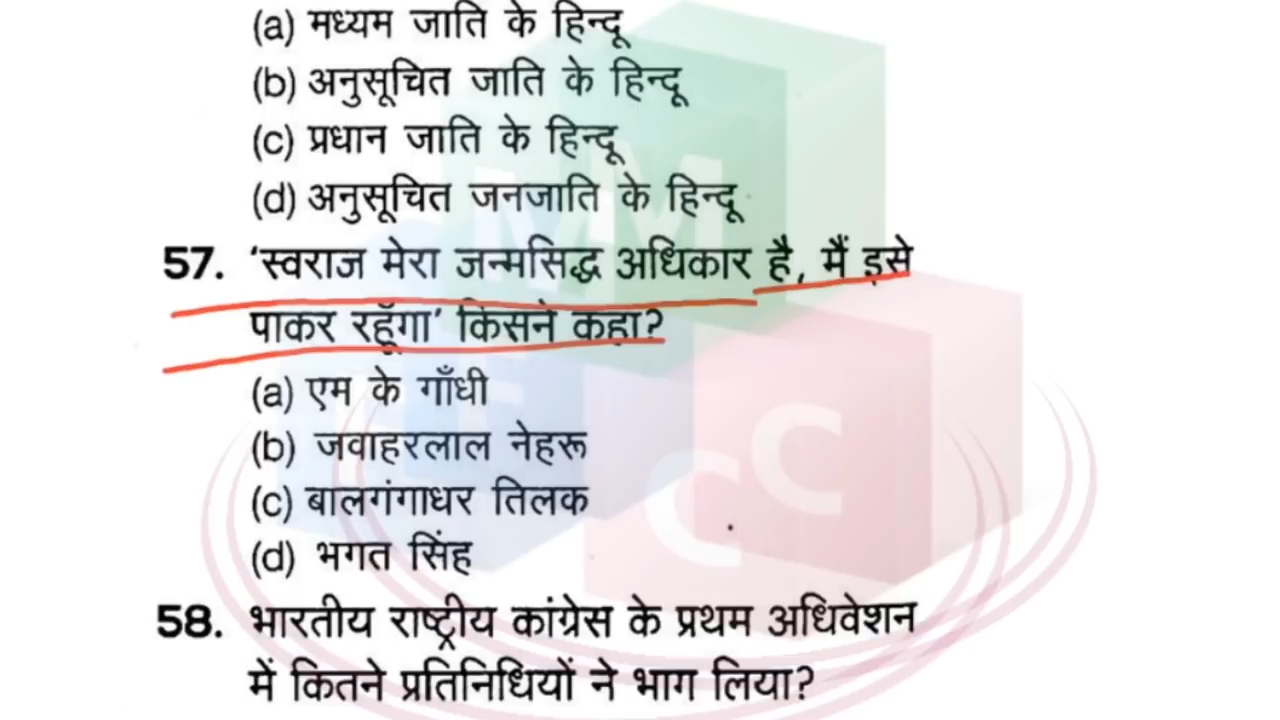 (a) मध्यम जाति के हिन्दू
(b) अनुसूचित जाति के हिन्दू
(c) प्रधान जाति के हिन्दू
(d) अनुसूचित जनजाति के हिन्दू
57. ‘स्वराज मेरा जन्मसिद्ध अधिकार है, मैं इसे
पाकर रहूँगा’ किसने कहा?
(a) एम के गाँधी
(b) जवाहरलाल नेहरू
(c) बालगंगाधर तिलक
(d) भगत सिंह
58. भारतीय राष्ट्रीय कांग्रेस के प्रथम अधिवेशन
में कितने प्रतिनिधियों ने भाग लिया?